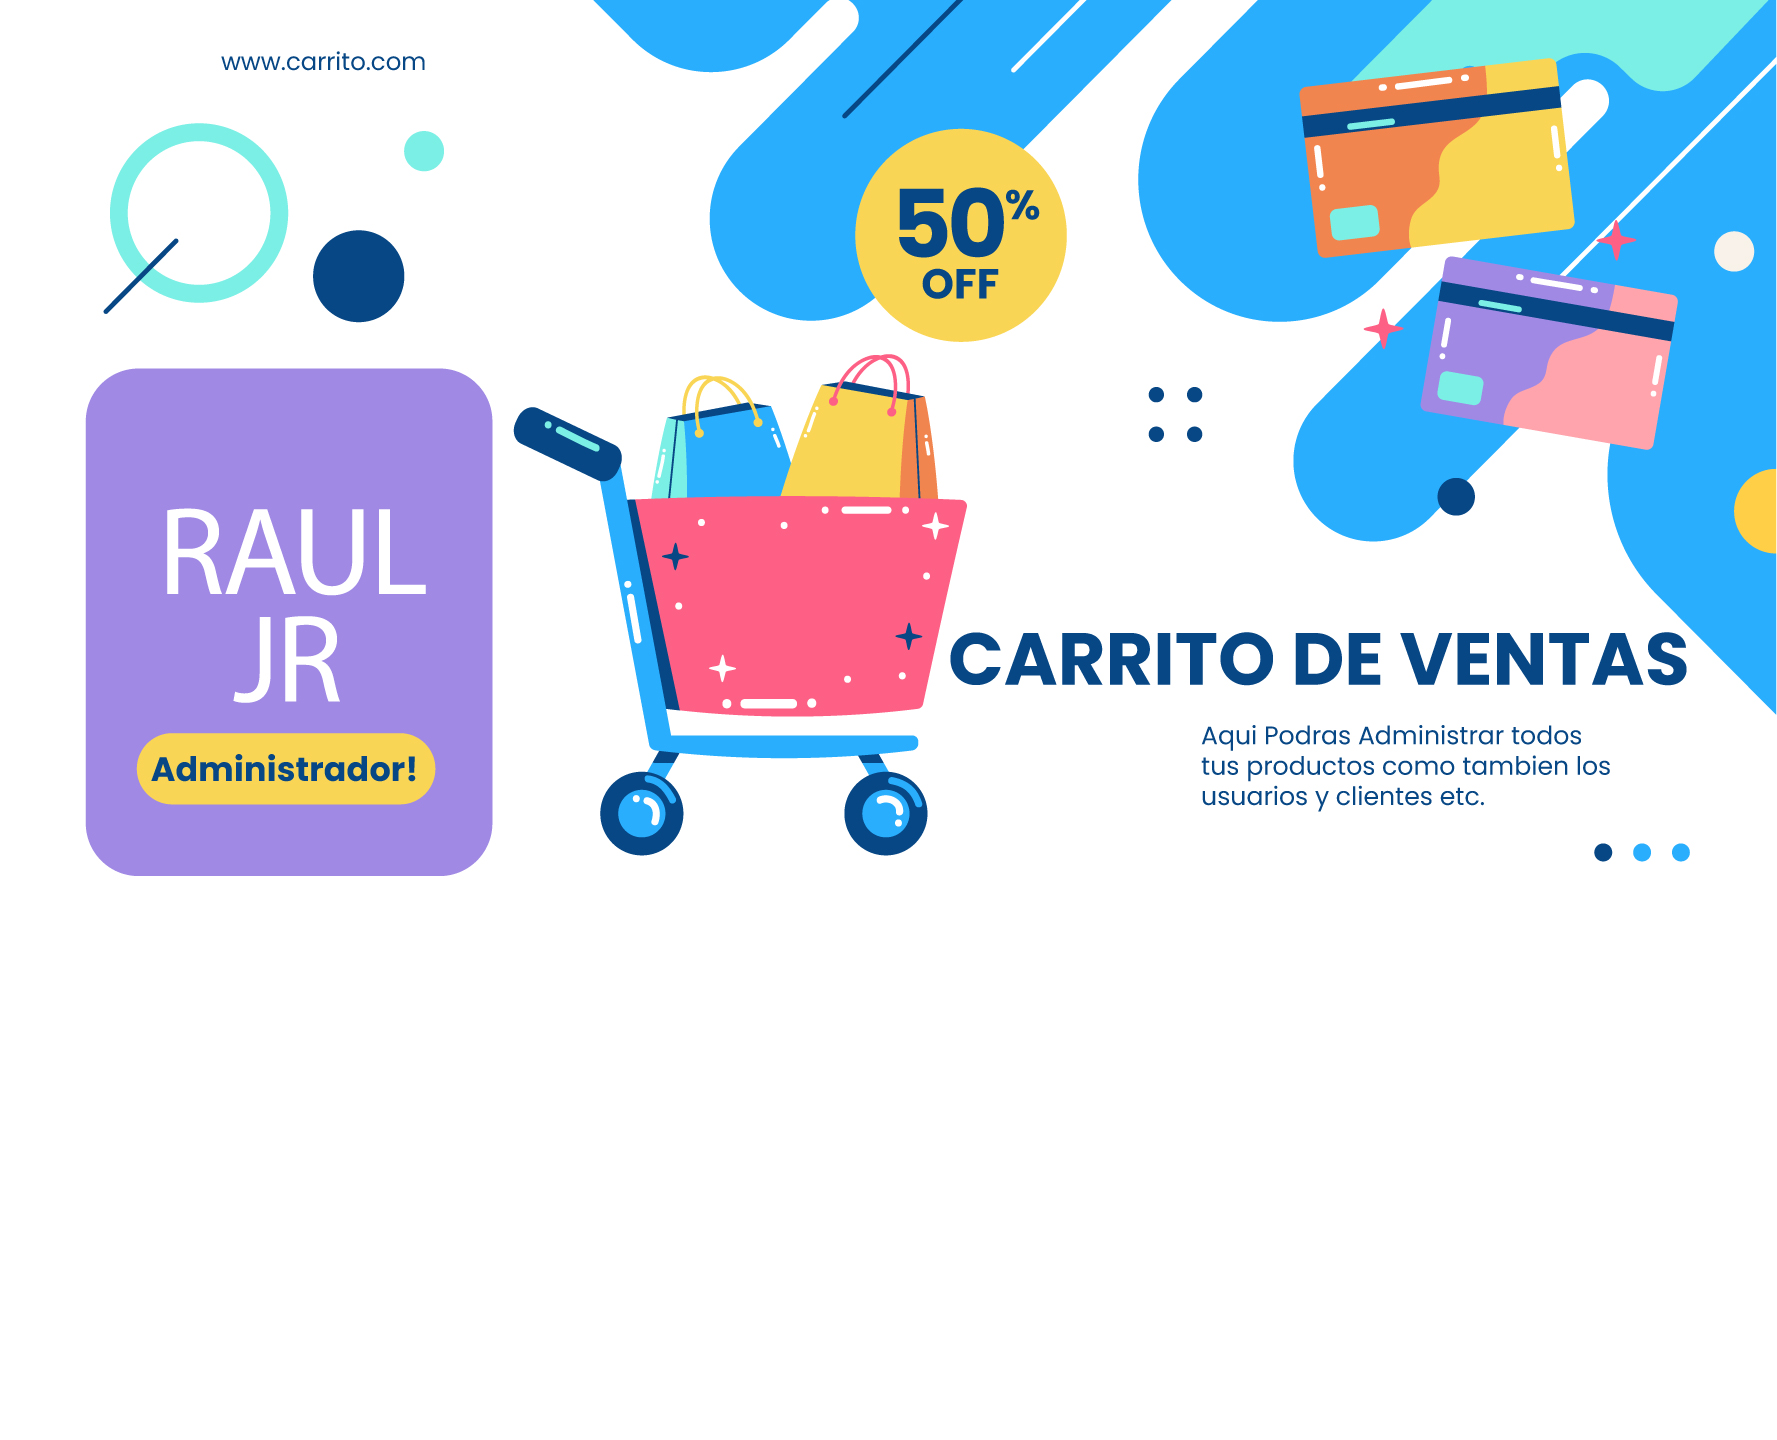 www.carrito.com
50%
OFF
RAUL
JR
Administrador!
CARRITO DE VENTAS
Aqui Podras Administrar todos
tus productos como tambien los
usuarios y clientes etc.